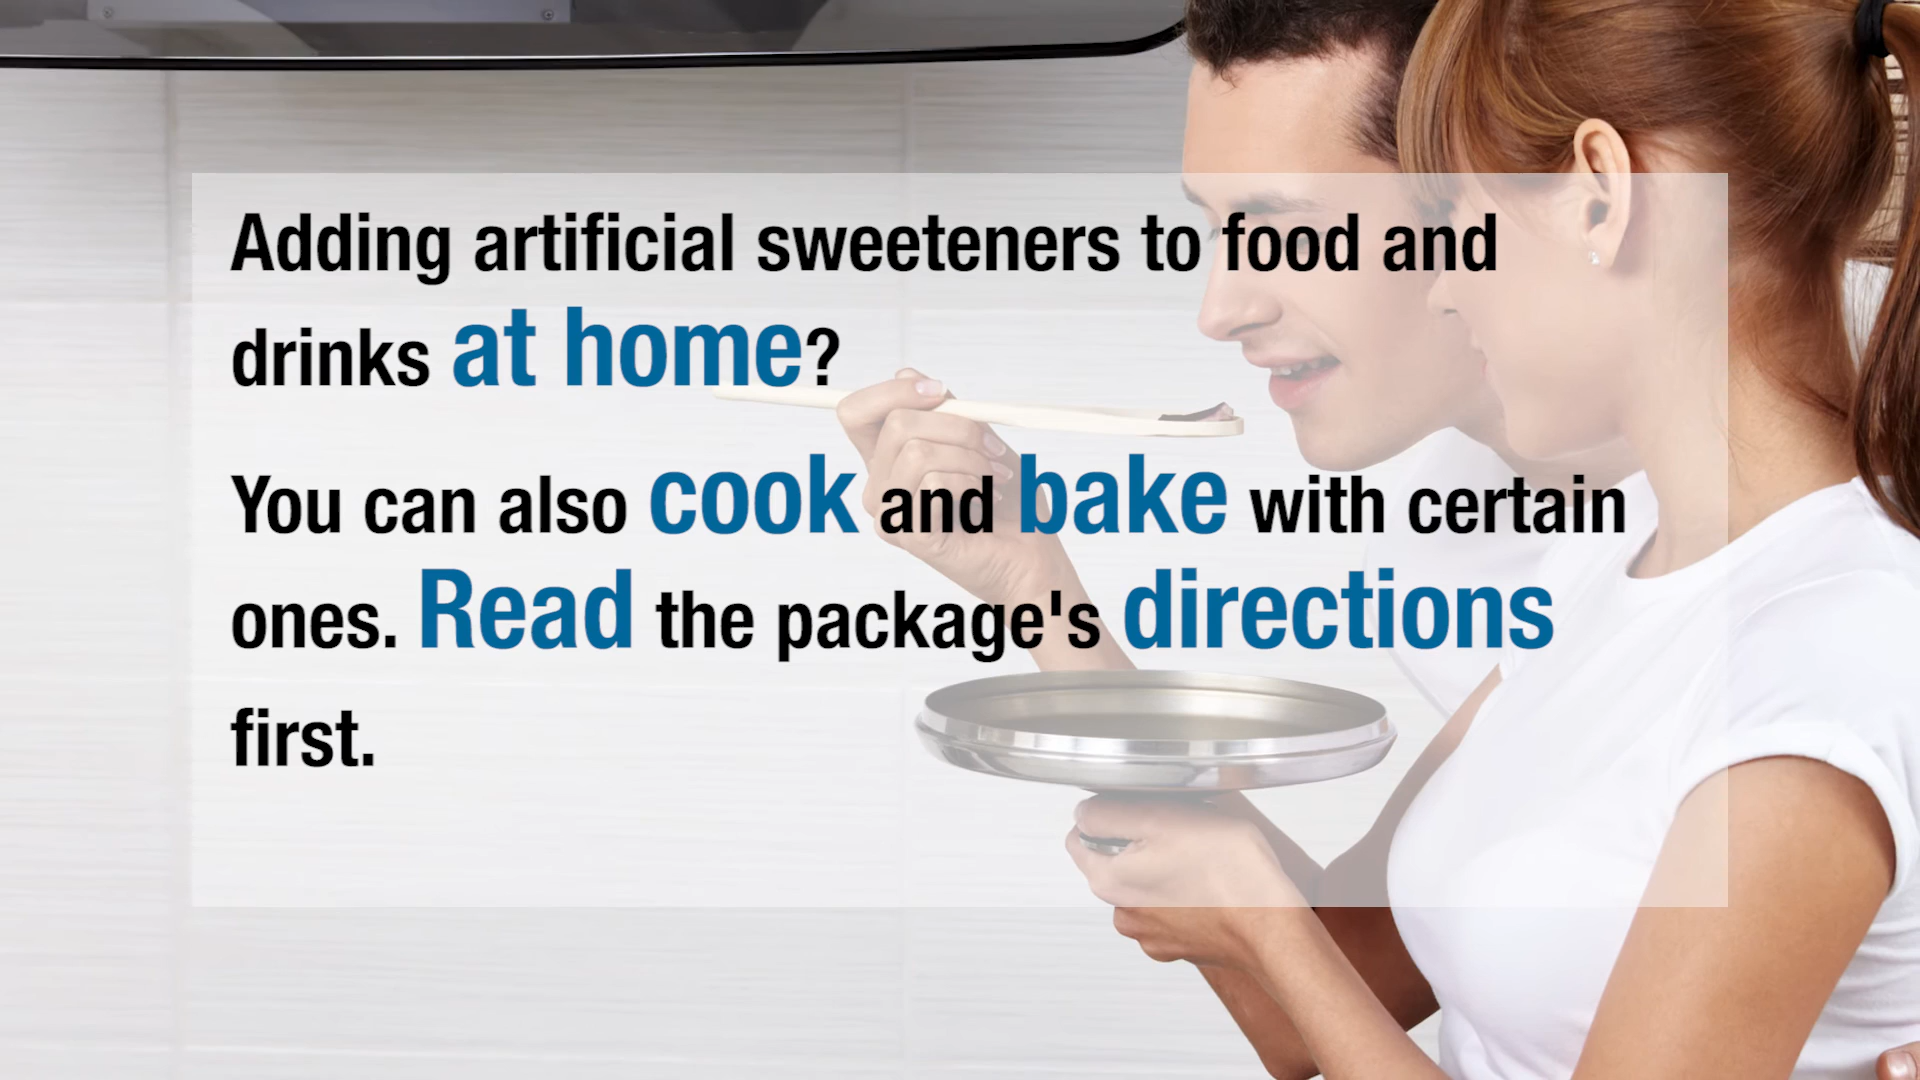 Adding artificial sweeteners to food and
drinks at home?
You can also cook and bake with certain
ones. Read the package's directions
first.